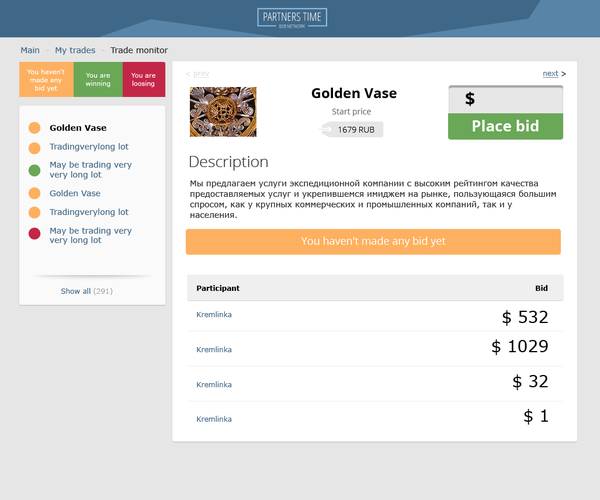 PARTNERS TIME
B2B NETWORK
Main - My trades - Trade monitor
You haven't
made any
bid yet
You are
winning
You are
loosing
Golden Vase
Tradingverylong lot
May be trading very
very long lot
Golden Vase
Tradingverylong lot
May be trading very
very long lot
Show all (291)
< prev
next >
Golden Vase
Start price
1679 RUB
$
Place bid
Description
Мы предлагаем услуги экспедиционной компании с высоким рейтингом качества
предоставляемых услуг и укрепившемся имиджем на рынке, пользующаяся большим
спросом, как у крупных коммерческих и промышленных компаний, так и у
населения.
You haven't made any bid yet
Participant Bid
Kremlinka $ 532
Kremlinka $ 1029
Kremlinka $ 32
Kremlinka $ 1